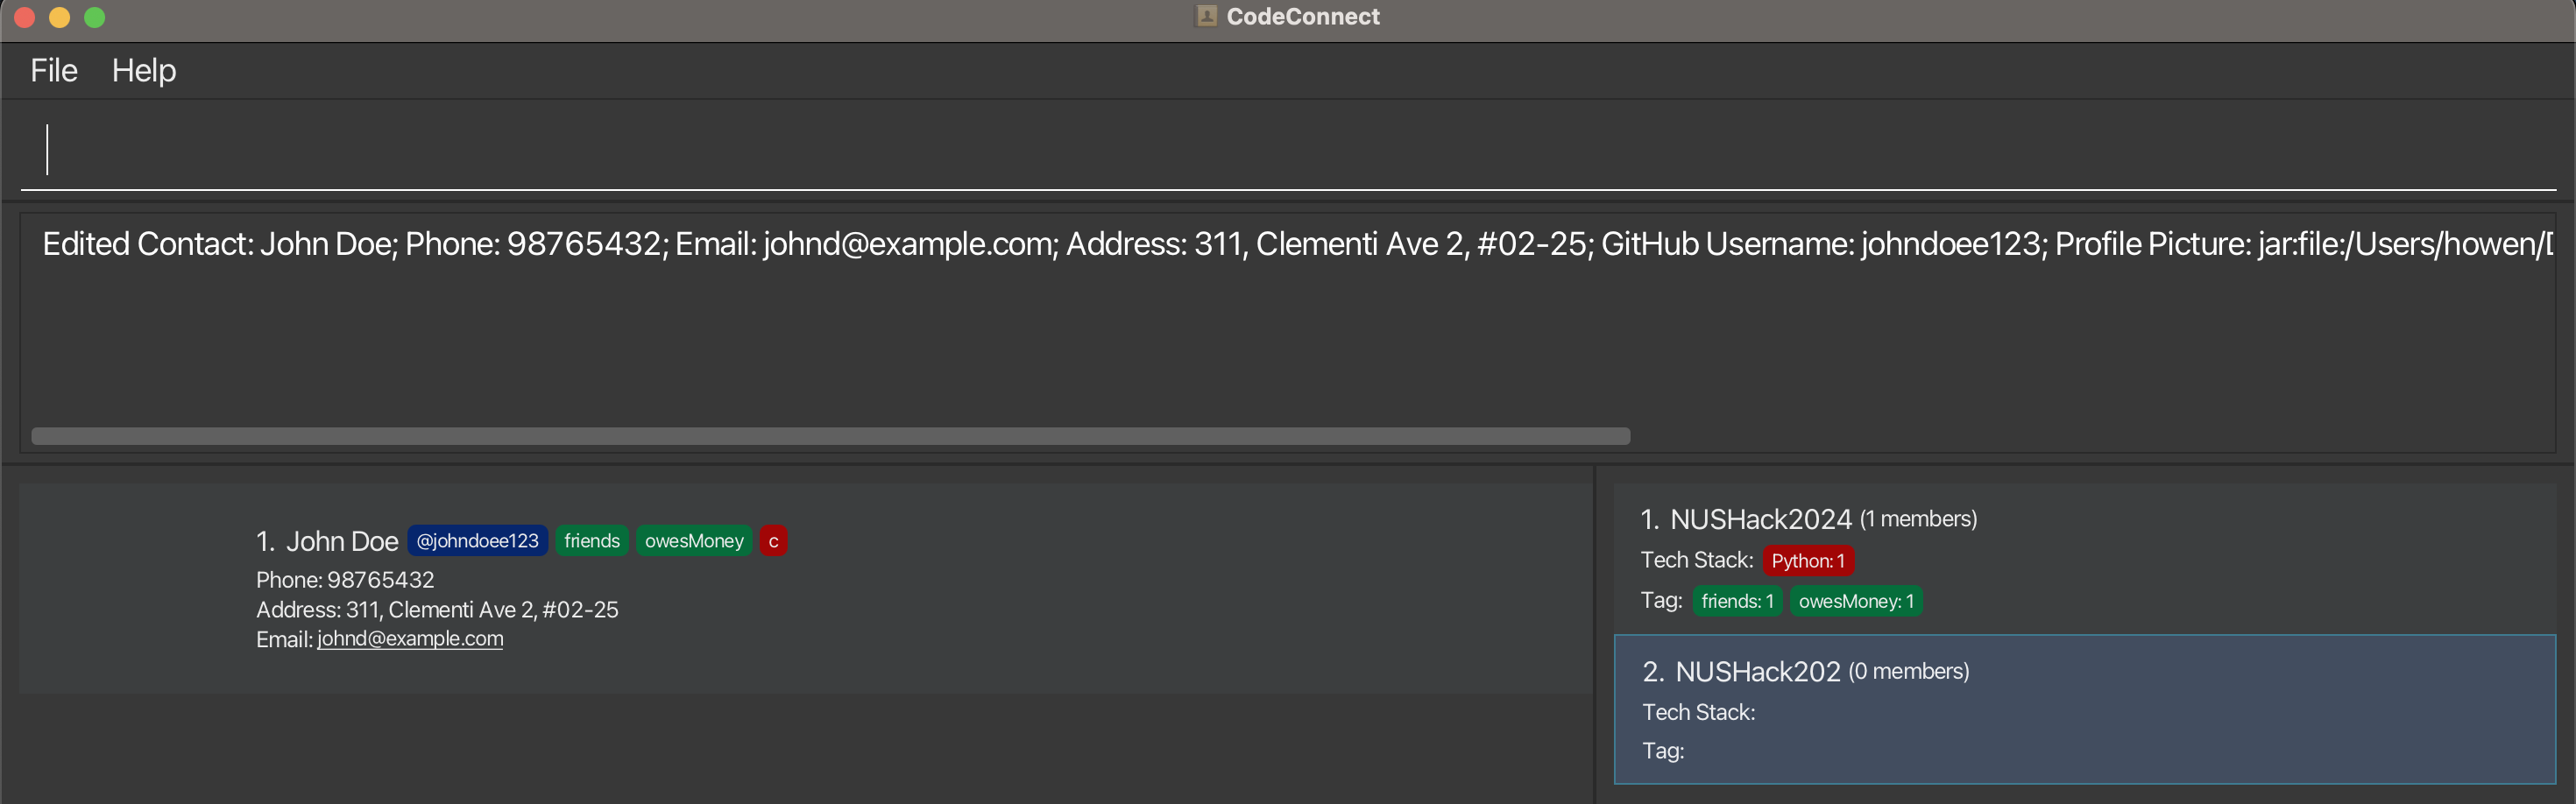 CodeConnect
File Help
Edited Contact: John Doe; Phone: 98765432; Email: johnd@example.com; Address: 311, Clementi Ave 2, #02-25; GitHub Username: johndoee123; Profile Picture: jar:file:/Users/howen/
1. John Doe @johndoee123 friends owesMoney c
Phone: 98765432
Address: 311, Clementi Ave 2, #02-25
Email: johnd@example.com
1. NUSHack2024 (1 members)
Tech Stack: Python: 1
Tag: friends: 1 owesMoney: 1
2. NUSHack202 (0 members)
Tech Stack:
Tag: